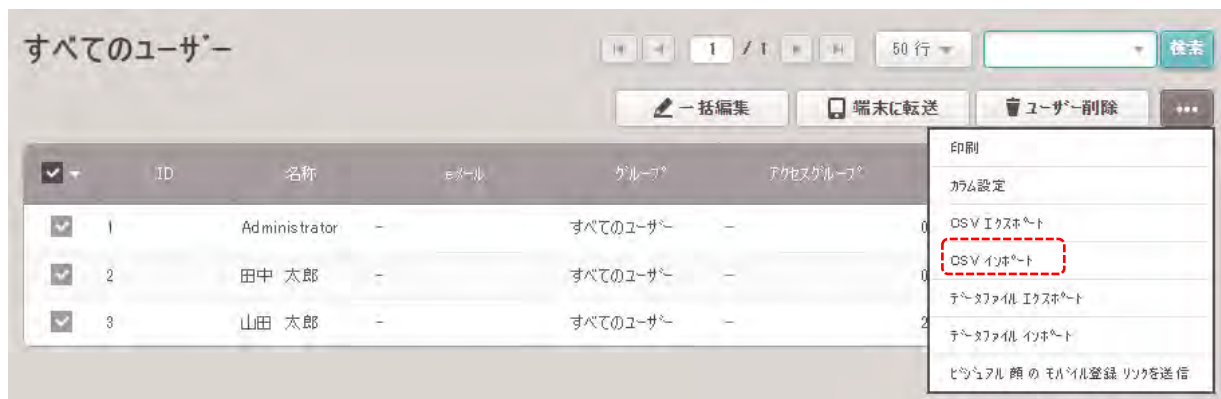 すべてのユーザー
1 / 1
50 行
検索
一括編集
端末に転送
ユーザー削除
•••
ID 名称 eメール グループ アクセスグループ
1 Administrator - すべてのユーザー - 0
2 田中 太郎 - すべてのユーザー - 0
3 山田 太郎 - すべてのユーザー - 2
印刷
カラム設定
CSV エクスポート
CSV インポート
データファイル エクスポート
データファイル インポート
ビジュアル 顔 の モバイル登録 リンクを送信